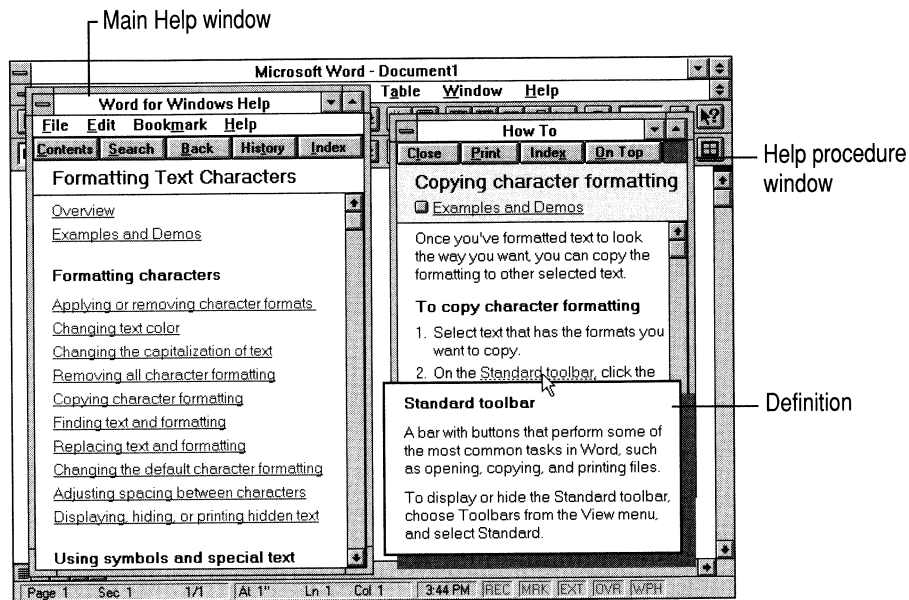 Main Help window
Microsoft Word - Document1
Table Window Help
Word for Windows Help
File Edit Bookmark Help
Contents Search Back History Index
Formatting Text Characters
Overview
Examples and Demos
Formatting characters
Applying or removing character formats
Changing text color
Changing the capitalization of text
Removing all character formatting
Copying character formatting
Finding text and formatting
Replacing text and formatting
Changing the default character formatting
Adjusting spacing between characters
Displaying, hiding, or printing hidden text
Using symbols and special text
How To
Close Print Index On Top
Copying character formatting
Examples and Demos
Once you've formatted text to look
the way you want, you can copy the
formatting to other selected text.
To copy character formatting
1. Select text that has the formats you
want to copy.
2. On the Standard toolbar, click the
Standard toolbar
A bar with buttons that perform some of
the most common tasks in Word, such
as opening, copying, and printing files.
To display or hide the Standard toolbar,
choose Toolbars from the View menu,
and select Standard.
Help procedure
window
Definition
Page 1 Sec 1 1/1 At 1" Ln 1 Col 1 3:44 PM REC MRK EXT OVR WPH